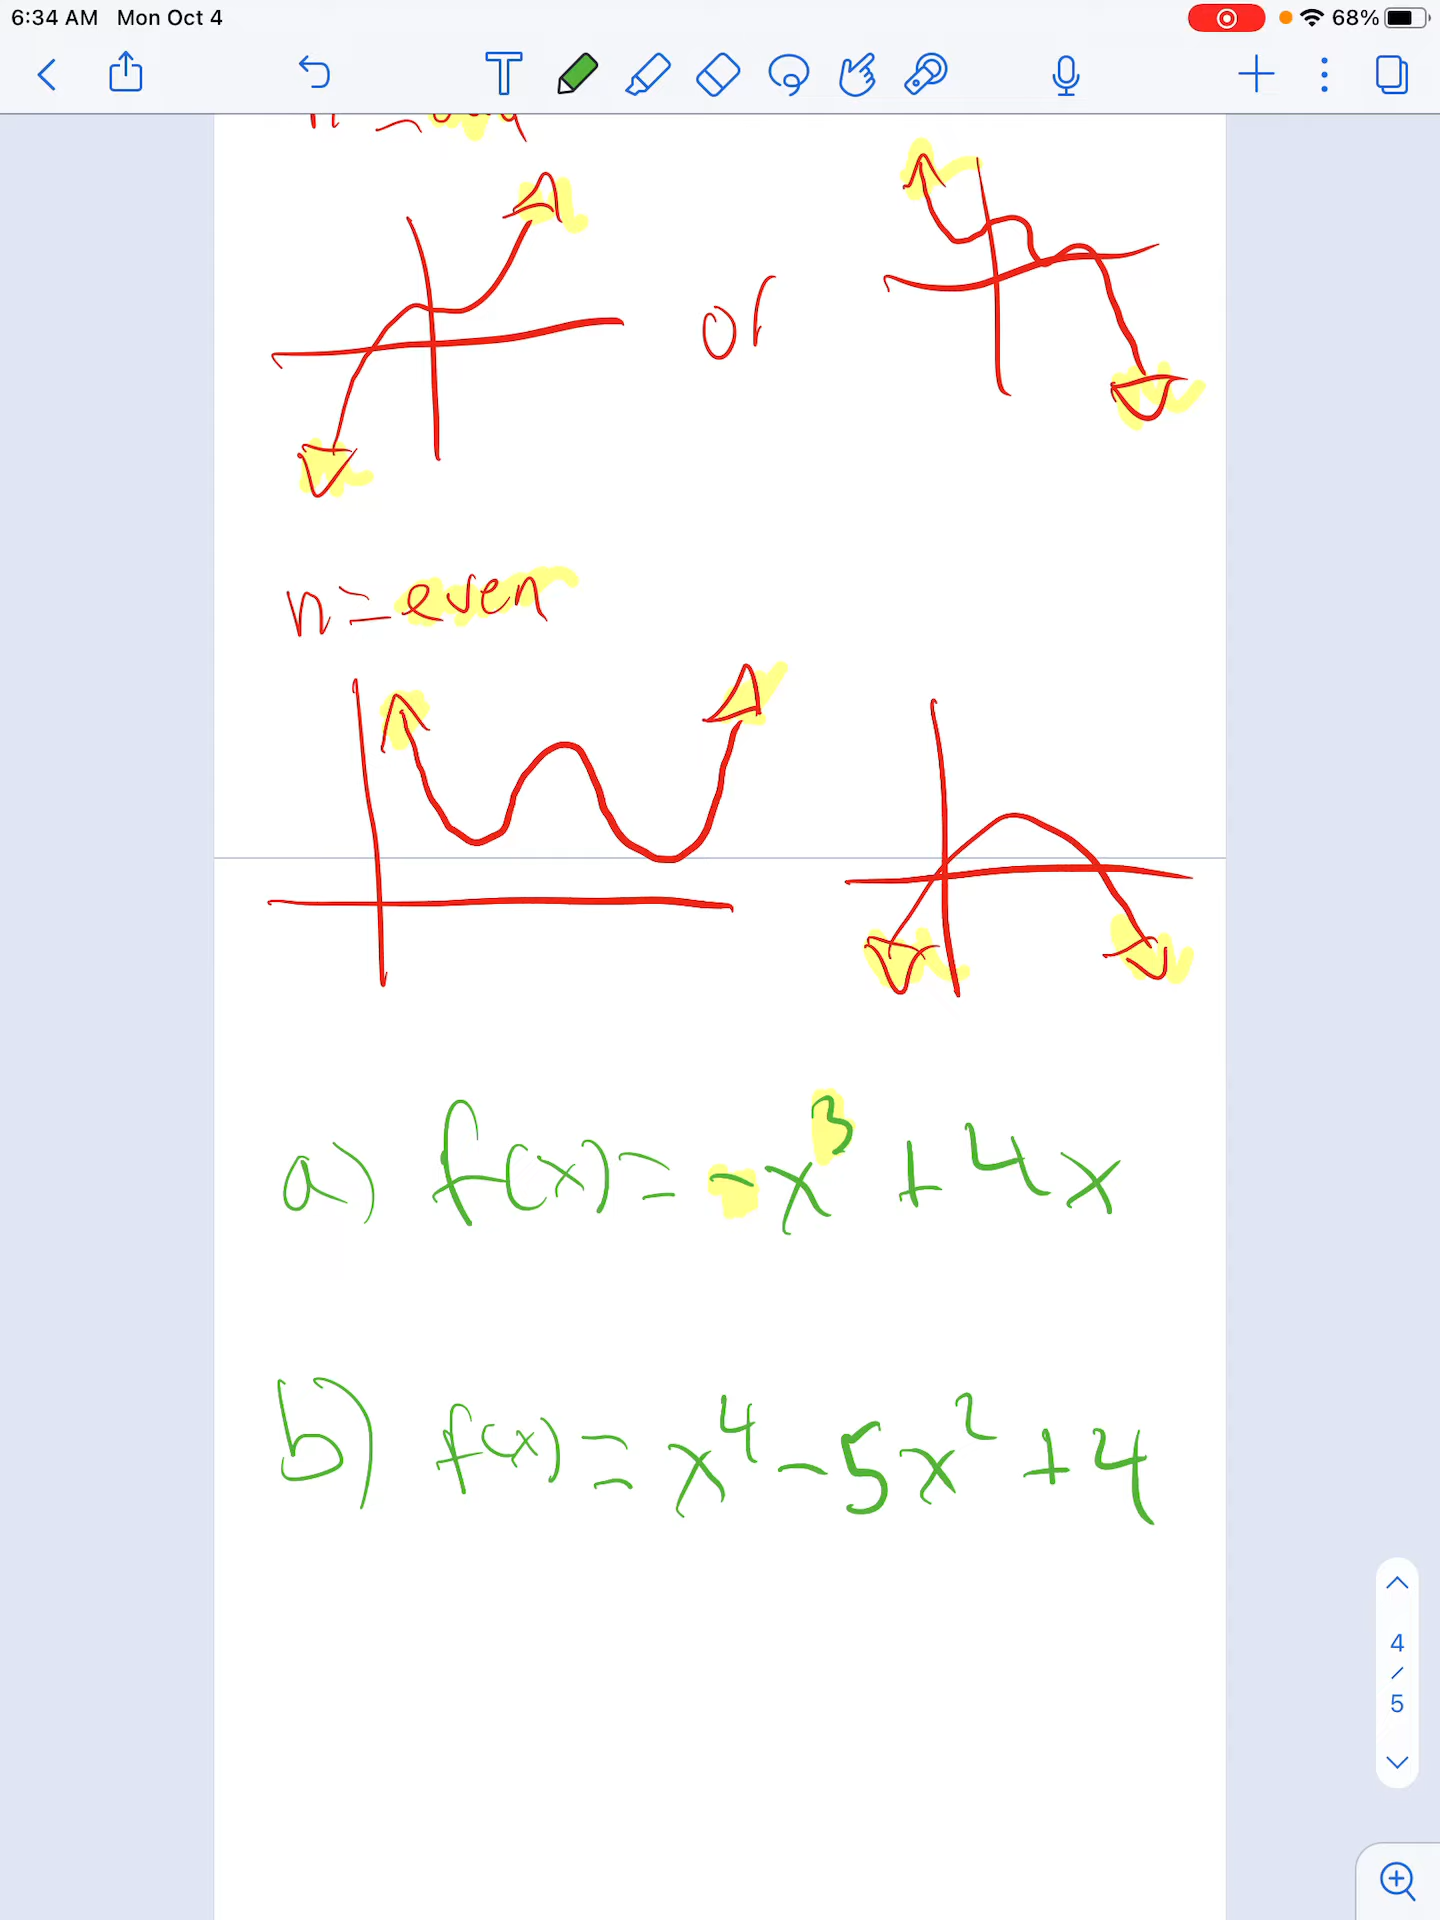 6:34 AM Mon Oct 4 68%
T
or
n = even
a) f(x) = -x³ + 4x
b) f(x) = x⁴ - 5x² + 4
4
/
5